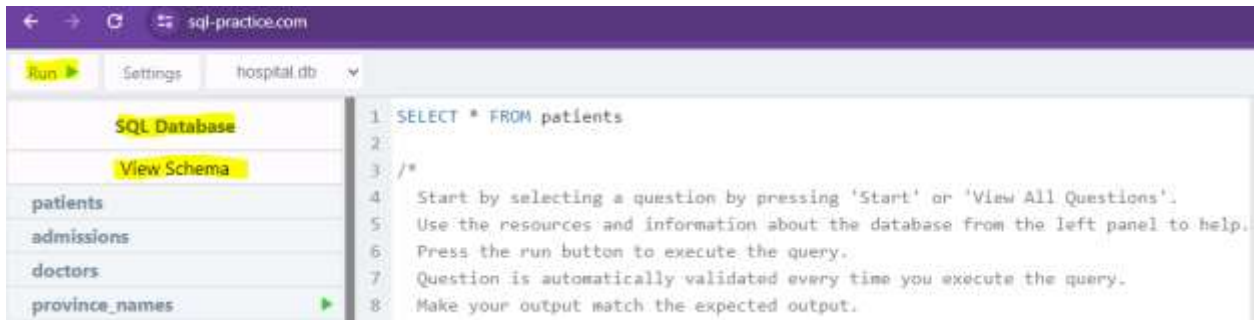 sql-practice.com
Run Settings hospital.db
SQL Database
View Schema
patients
admissions
doctors
province_names
1 SELECT * FROM patients
2
3 /*
4 Start by selecting a question by pressing 'Start' or 'View All Questions'.
5 Use the resources and information about the database from the left panel to help.
6 Press the run button to execute the query.
7 Question is automatically validated every time you execute the query.
8 Make your output match the expected output.